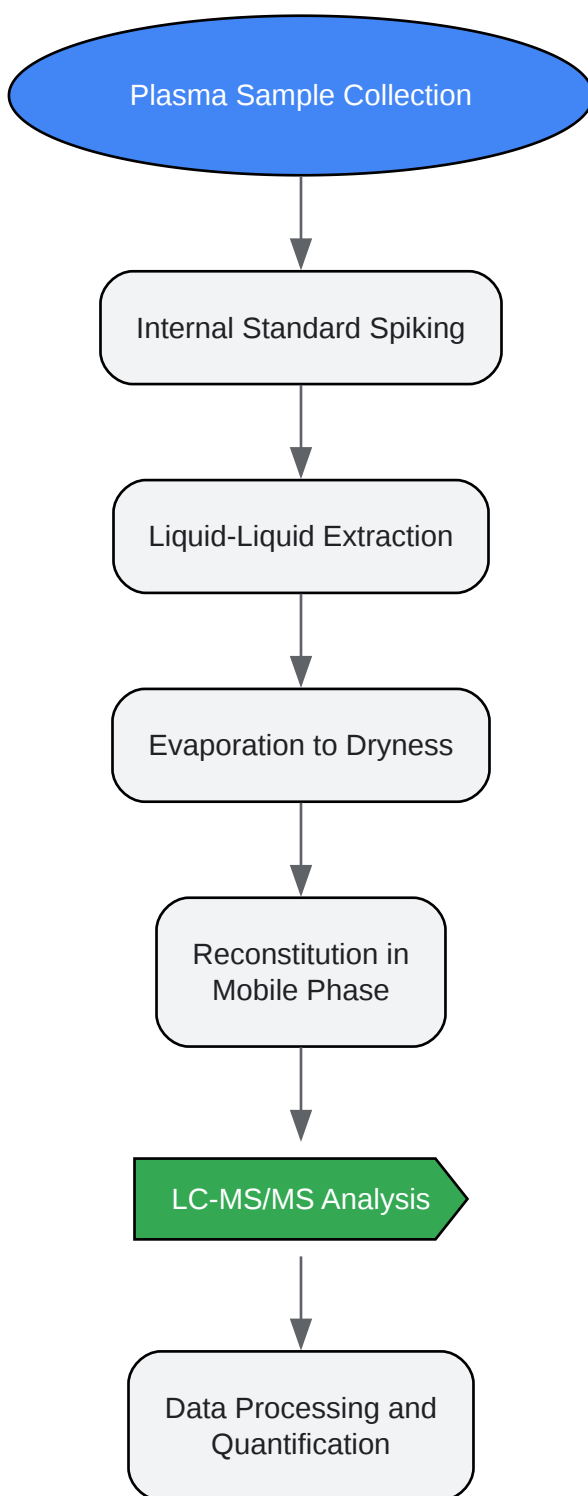 Plasma Sample Collection
Internal Standard Spiking
Liquid-Liquid Extraction
Evaporation to Dryness
Reconstitution in
Mobile Phase
LC-MS/MS Analysis
Data Processing and
Quantification